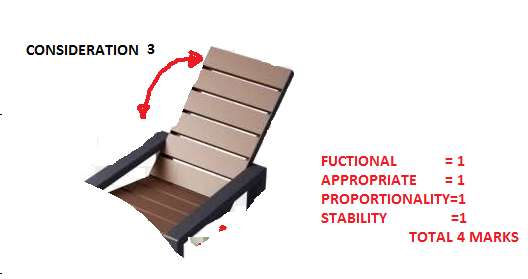 CONSIDERATION 3
FUCTIONAL = 1
APPROPRIATE = 1
PROPORTIONALITY=1
STABILITY =1
TOTAL 4 MARKS